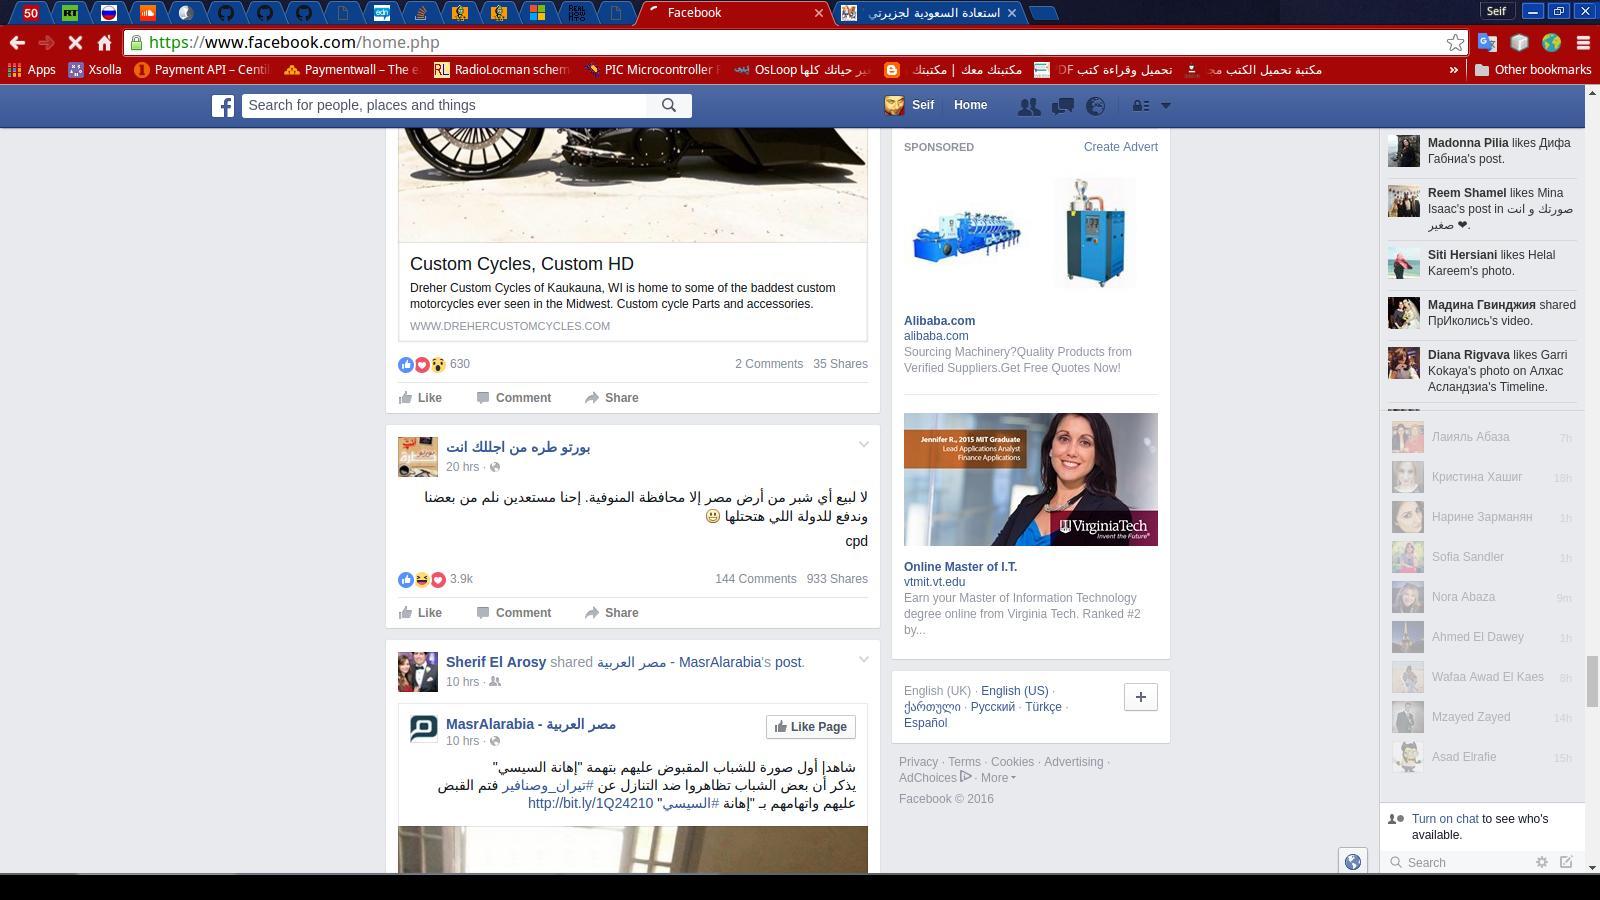 50
RT
edn
REAL
HOW
TO
Facebook
استعادة السعودية لجزيرتي
Seif
https://www.facebook.com/home.php
Apps
Xsolla
Payment API – Centi
Paymentwall – The e
RL RadioLocman schem
PIC Microcontroller F
غير حياتك كلها OsLoop
مكتبتك معك | مكتبتك
تحميل وقراءة كتب DF
مكتبة تحميل الكتب مج
»
Other bookmarks
Search for people, places and things
Seif
Home
Custom Cycles, Custom HD
Dreher Custom Cycles of Kaukauna, WI is home to some of the baddest custom
motorcycles ever seen in the Midwest. Custom cycle Parts and accessories.
WWW.DREHERCUSTOMCYCLES.COM
630
2 Comments 35 Shares
Like Comment Share
بورتو طره من اجللك انت
20 hrs ·
لا لبيع أي شبر من أرض مصر إلا محافظة المنوفية. إحنا مستعدين نلم من بعضنا
وندفع للدولة اللي هتحتلها 😃
cpd
3.9k
144 Comments 933 Shares
Like Comment Share
Sherif El Arosy shared مصر العربية - MasrAlarabia's post.
10 hrs ·
MasrAlarabia - مصر العربية
Like Page
10 hrs ·
شاهد| أول صورة للشباب المقبوض عليهم بتهمة "إهانة السيسي"
يذكر أن بعض الشباب تظاهروا ضد التنازل عن #تيران_وصنافير فتم القبض
عليهم واتهامهم بـ "إهانة #السيسي" http://bit.ly/1Q24210
SPONSORED
Create Advert
Alibaba.com
alibaba.com
Sourcing Machinery?Quality Products from
Verified Suppliers.Get Free Quotes Now!
Jennifer R., 2015 MIT Graduate
Lead Applications Analyst
Finance Applications
VirginiaTech
Invent the Future®
Online Master of I.T.
vtmit.vt.edu
Earn your Master of Information Technology
degree online from Virginia Tech. Ranked #2
by...
English (UK) · English (US) ·
ქართული · Русский · Türkçe ·
Español
+
Privacy · Terms · Cookies · Advertising ·
AdChoices · More
Facebook © 2016
Madonna Pilia likes Дифа
Габниа's post.
Reem Shamel likes Mina
Isaac's post in صورتك و انت
صغير ❤.
Siti Hersiani likes Helal
Kareem's photo.
Мадина Гвинджия shared
ПрИколись's video.
Diana Rigvava likes Garri
Kokaya's photo on Алхас
Асландзиа's Timeline.
Лаияль Абаза 7h
Кристина Хашиг 18h
Нарине Зарманян 1h
Sofia Sandler 1h
Nora Abaza 9m
Ahmed El Dawey 1h
Wafaa Awad El Kaes 8h
Mzayed Zayed 14h
Asad Elrafie 15h
Turn on chat to see who's
available.
Search